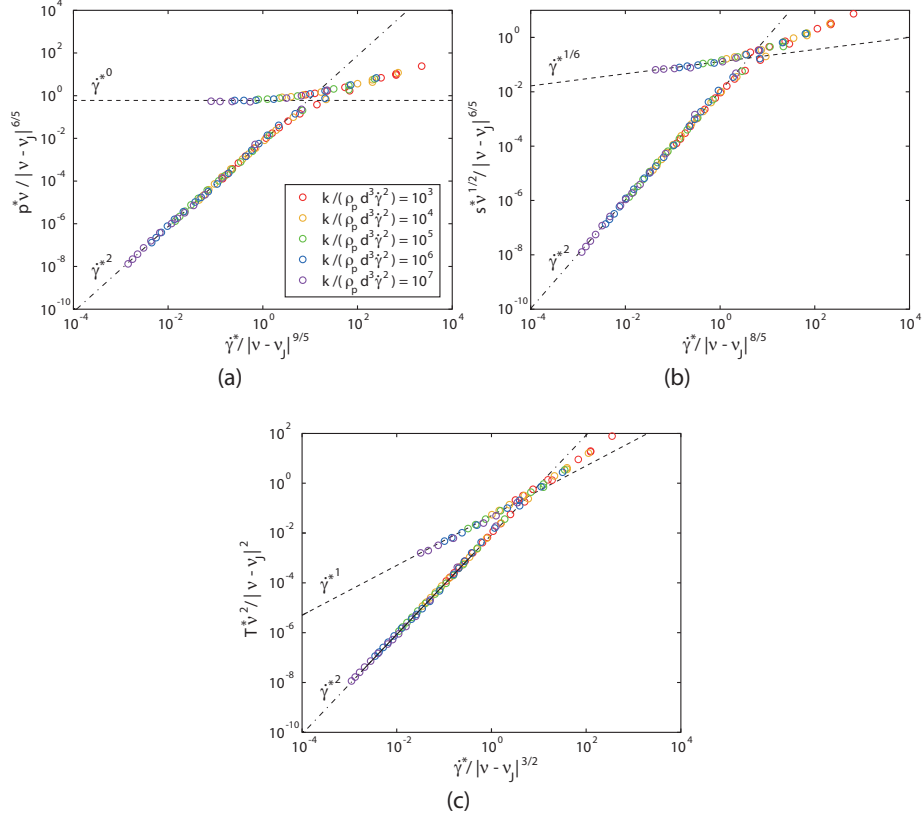 p* ν / |ν - ν_J|^{6/5}
10^4
10^2
10^0
10^-2
10^-4
10^-6
10^-8
10^-10
γ̇*^0
γ̇*^2
k / (ρ_p d^3 γ̇^2) = 10^3
k / (ρ_p d^3 γ̇^2) = 10^4
k / (ρ_p d^3 γ̇^2) = 10^5
k / (ρ_p d^3 γ̇^2) = 10^6
k / (ρ_p d^3 γ̇^2) = 10^7
10^-4 10^-2 10^0 10^2 10^4
γ̇* / |ν - ν_J|^{9/5}
(a)
s* ν^{1/2} / |ν - ν_J|^{6/5}
10^0
10^-2
10^-4
10^-6
10^-8
10^-10
γ̇*^{1/6}
γ̇*^2
10^-4 10^-2 10^0 10^2 10^4
γ̇* / |ν - ν_J|^{8/5}
(b)
T* ν^2 / |ν - ν_J|^2
10^2
10^0
10^-2
10^-4
10^-6
10^-8
10^-10
γ̇*^1
γ̇*^2
10^-4 10^-2 10^0 10^2 10^4
γ̇* / |ν - ν_J|^{3/2}
(c)